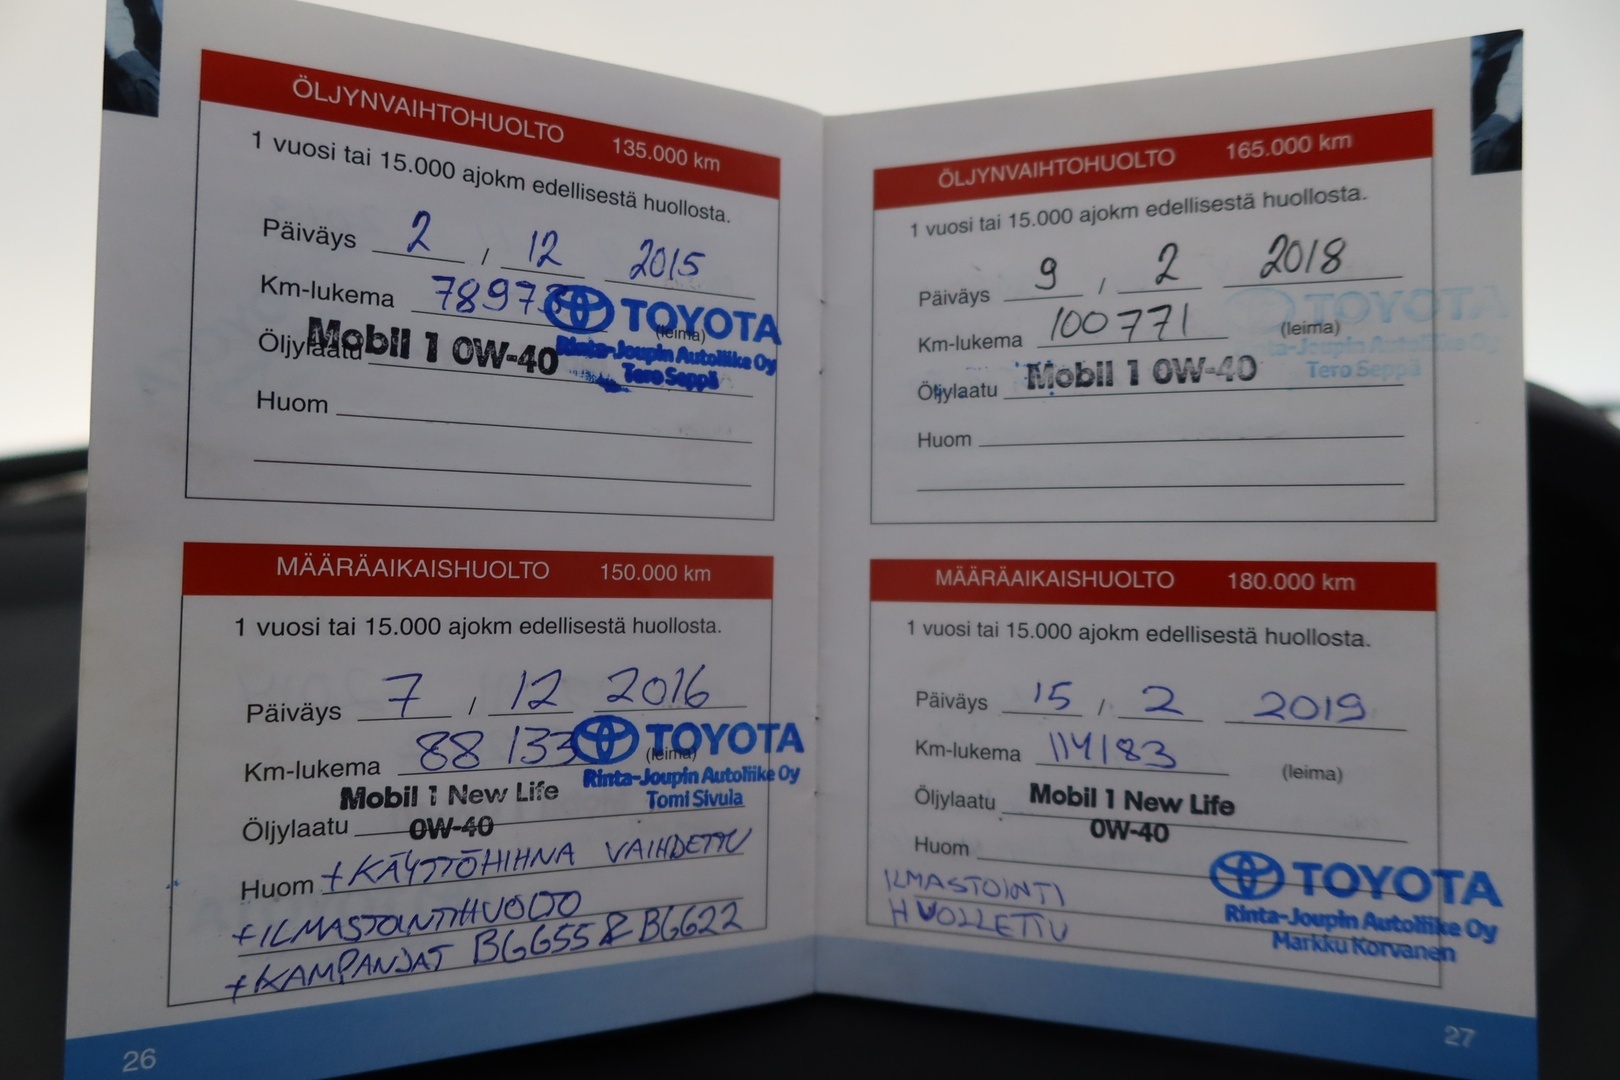 ÖLJYNVAIHTOHUOLTO 135.000 km
1 vuosi tai 15.000 ajokm edellisestä huollosta.
Päiväys 2 / 12 2015
Km-lukema 78973
TOYOTA
(leima)
Rinta-Joupin Autoliike Oy
Tero Seppä
Öljylaatu Mobil 1 0W-40
Huom
MÄÄRÄAIKAISHUOLTO 150.000 km
1 vuosi tai 15.000 ajokm edellisestä huollosta.
Päiväys 7 / 12 2016
Km-lukema 88 133
TOYOTA
(leima)
Rinta-Joupin Autoliike Oy
Tomi Sivula
Mobil 1 New Life
Öljylaatu 0W-40
Huom +KÄYTTÖHIHNA VAIHDETTU
+ILMASTOINTIHUOLTO
+KAMPANJAT BGG55 & BGG22
26
ÖLJYNVAIHTOHUOLTO 165.000 km
1 vuosi tai 15.000 ajokm edellisestä huollosta.
Päiväys 9 / 2 2018
TOYOTA
Km-lukema 100771 (leima)
Rinta-Joupin Autoliike Oy
Tero Seppä
Öljylaatu Mobil 1 0W-40
Huom
MÄÄRÄAIKAISHUOLTO 180.000 km
1 vuosi tai 15.000 ajokm edellisestä huollosta.
Päiväys 15 / 2 2019
Km-lukema 114183 (leima)
Öljylaatu Mobil 1 New Life
0W-40
Huom
ILMASTOINTI
HUOLLETTU
TOYOTA
Rinta-Joupin Autoliike Oy
Markku Korvanen
27